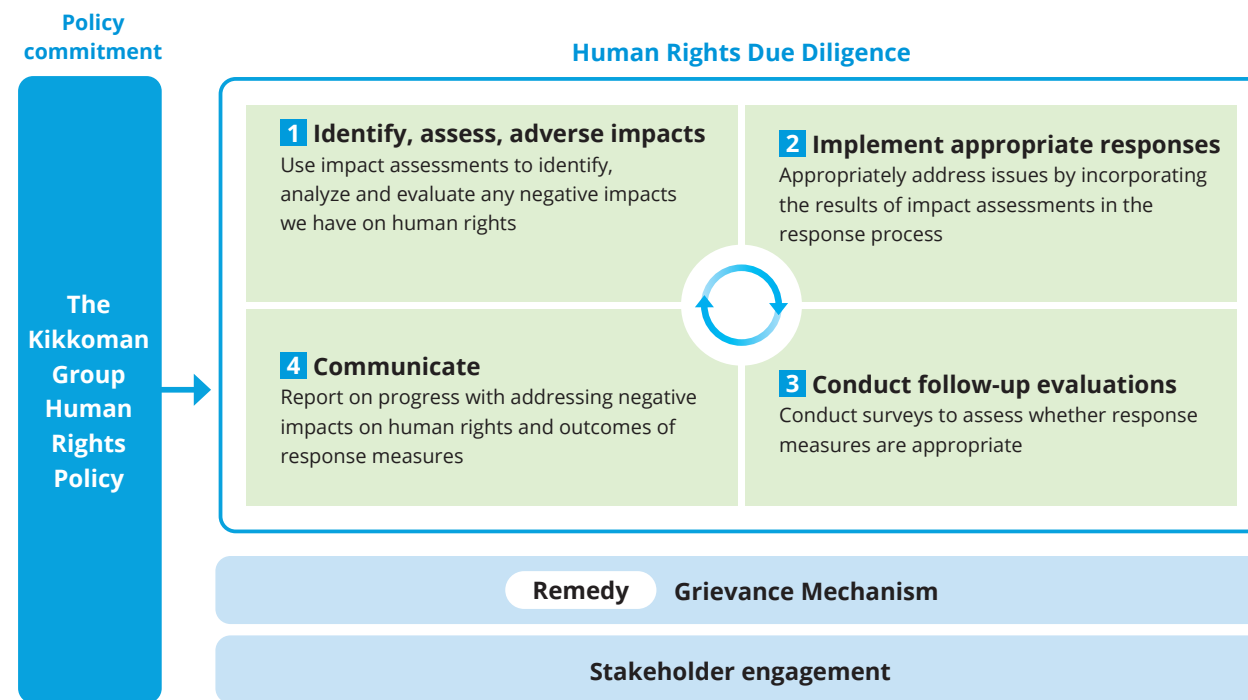 Policy
commitment
The
Kikkoman
Group
Human
Rights
Policy
Human Rights Due Diligence
1 Identify, assess, adverse impacts
Use impact assessments to identify,
analyze and evaluate any negative impacts
we have on human rights
2 Implement appropriate responses
Appropriately address issues by incorporating
the results of impact assessments in the
response process
3 Conduct follow-up evaluations
Conduct surveys to assess whether response
measures are appropriate
4 Communicate
Report on progress with addressing negative
impacts on human rights and outcomes of
response measures
Remedy Grievance Mechanism
Stakeholder engagement